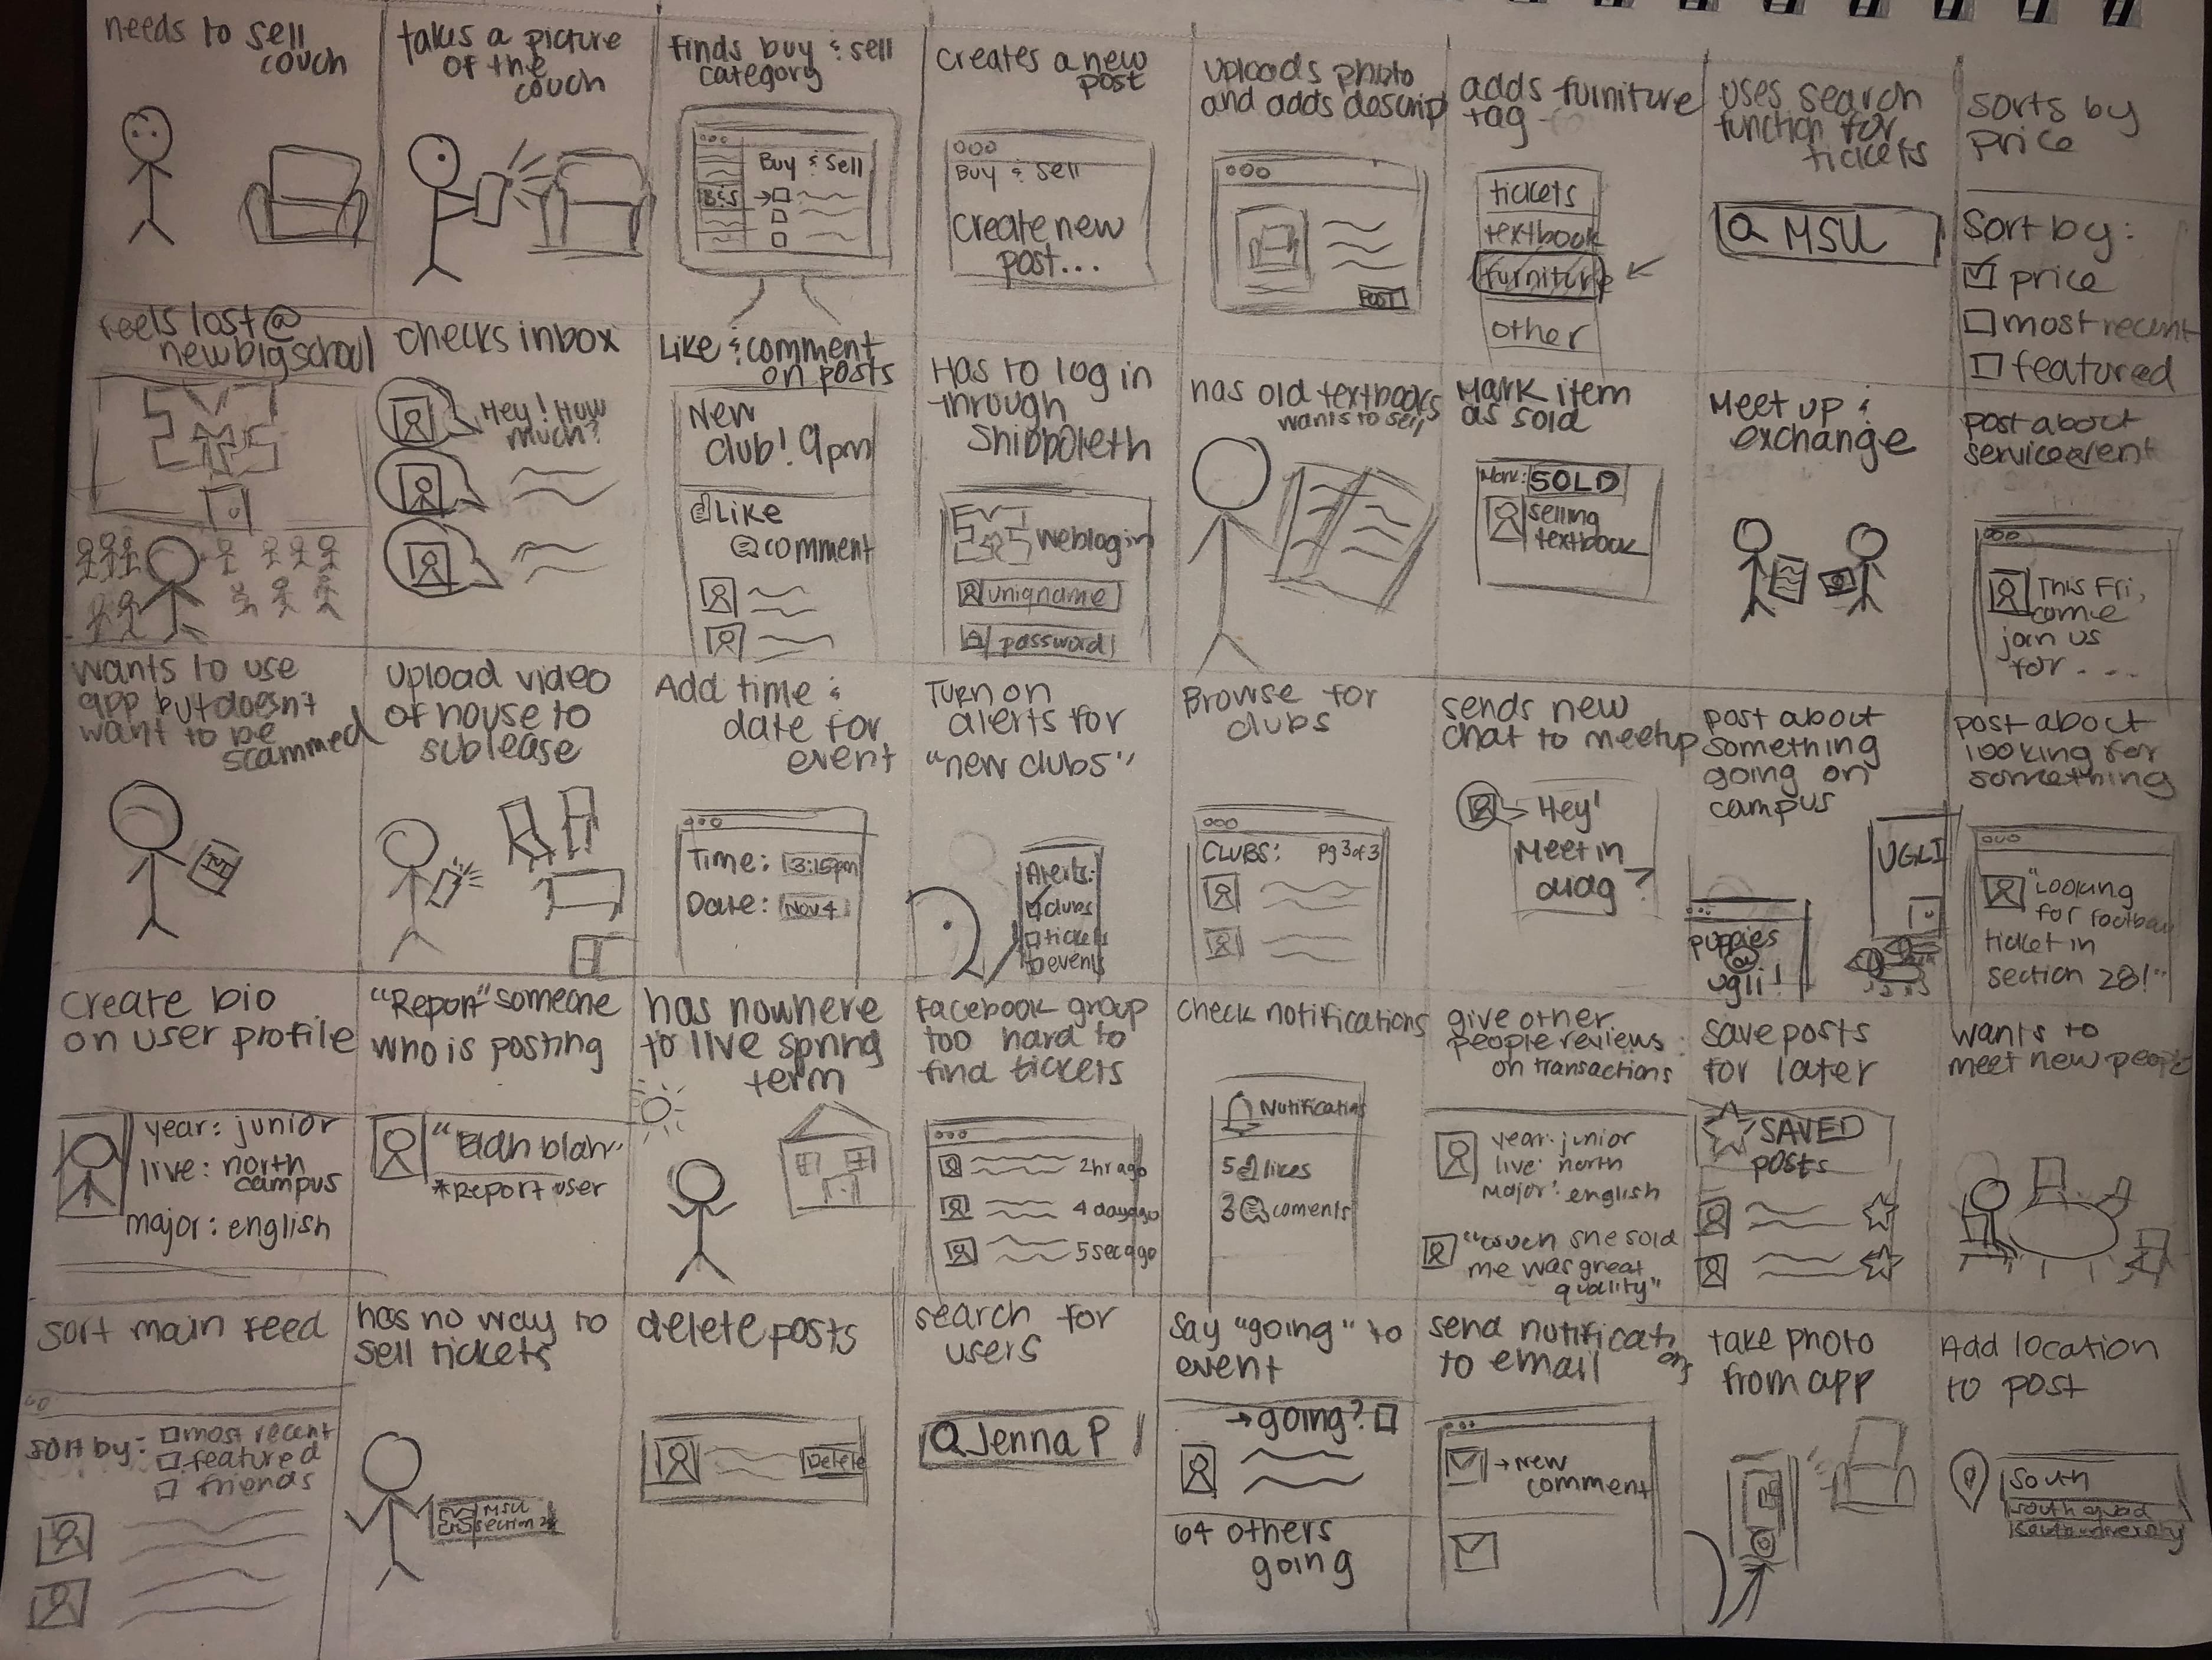 needs to sell
couch
takes a picture
of the
couch
finds buy & sell
category
Buy & Sell
B&S
creates a new
post
Buy & Sell
Create new
post...
uploads photo
and adds descrip
POST
adds furniture
tag
tickets
textbook
furniture
other
uses search
function for
tickets
MSU
sorts by
price
Sort by:
price
most recent
featured
feels lost @
new big school
checks inbox
Hey! How
much?
Like & comment
on posts
New
club! 9pm
Like
comment
Has to log in
through
Shibboleth
weblogin
uniqname
password
has old textbooks
wants to sell
Mark item
as sold
Mark: SOLD
selling
textbook
Meet up &
exchange
post about
service event
This Fri,
come
join us
for ....
wants to use
app but doesn't
want to be
scammed
upload video
of house to
sublease
Add time &
date for
event
Time: 3:15pm
Date: Nov 4
Turn on
alerts for
"new clubs"
Alerts:
clubs
tickets
events
Browse for
clubs
CLUBS: pg 3 of 3
sends new
chat to meetup
Hey!
Meet in
diag?
post about
something
going on
campus
UGLI
puppies
@
ugli!
post about
looking for
something
"Looking
for football
ticket in
section 28!"
create bio
on user profile
year: junior
live: north
campus
major: english
"Report" someone
who is posting
"Blah blah"
*Report user
has nowhere
to live spring
term
Facebook group
too hard to
find tickets
2hr ago
4 day ago
5 sec ago
check notifications
Notification
5 likes
3 coments
give other
people reviews
on transactions
year: junior
live: north
Major: english
"couch she sold
me was great
quality"
save posts
for later
SAVED
posts
wants to
meet new people
sort main feed
sort by: most recent
featured
friends
has no way to
sell tickets
MSU
section
delete posts
Delete
search for
users
Jenna P
say "going" to
event
going?
64 others
going
send notifications
to email
New
comment
take photo
from app
Add location
to post
South
south quad
south university